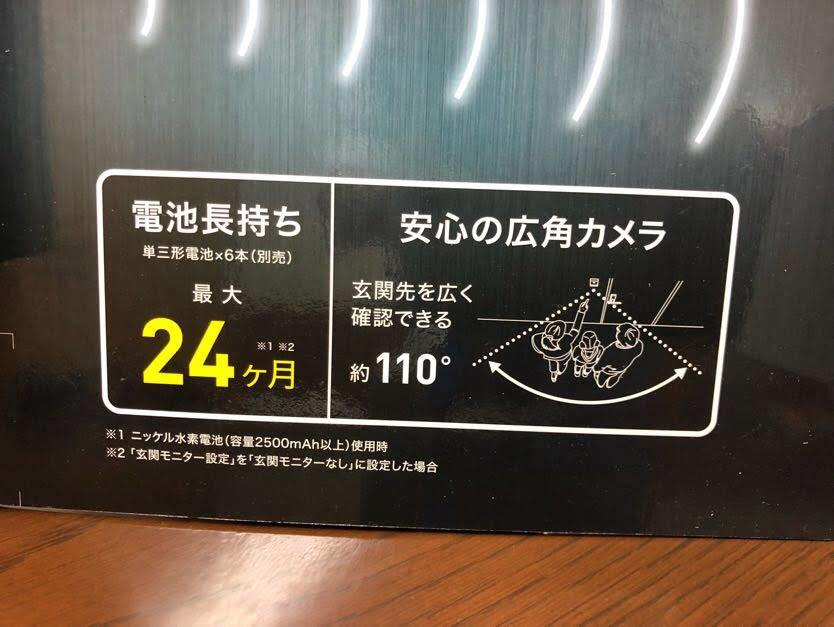 電池長持ち
単三形電池×6本(別売)
最大
※1 ※2
24ヶ月
安心の広角カメラ
玄関先を広く
確認できる
約110°
※1 ニッケル水素電池(容量2500mAh以上)使用時
※2「玄関モニター設定」を「玄関モニターなし」に設定した場合